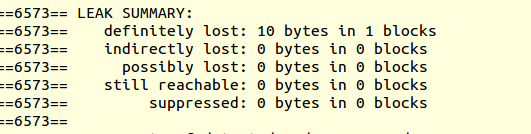 ==6573== LEAK SUMMARY:
==6573==    definitely lost: 10 bytes in 1 blocks
==6573==    indirectly lost: 0 bytes in 0 blocks
==6573==      possibly lost: 0 bytes in 0 blocks
==6573==    still reachable: 0 bytes in 0 blocks
==6573==         suppressed: 0 bytes in 0 blocks
==6573==